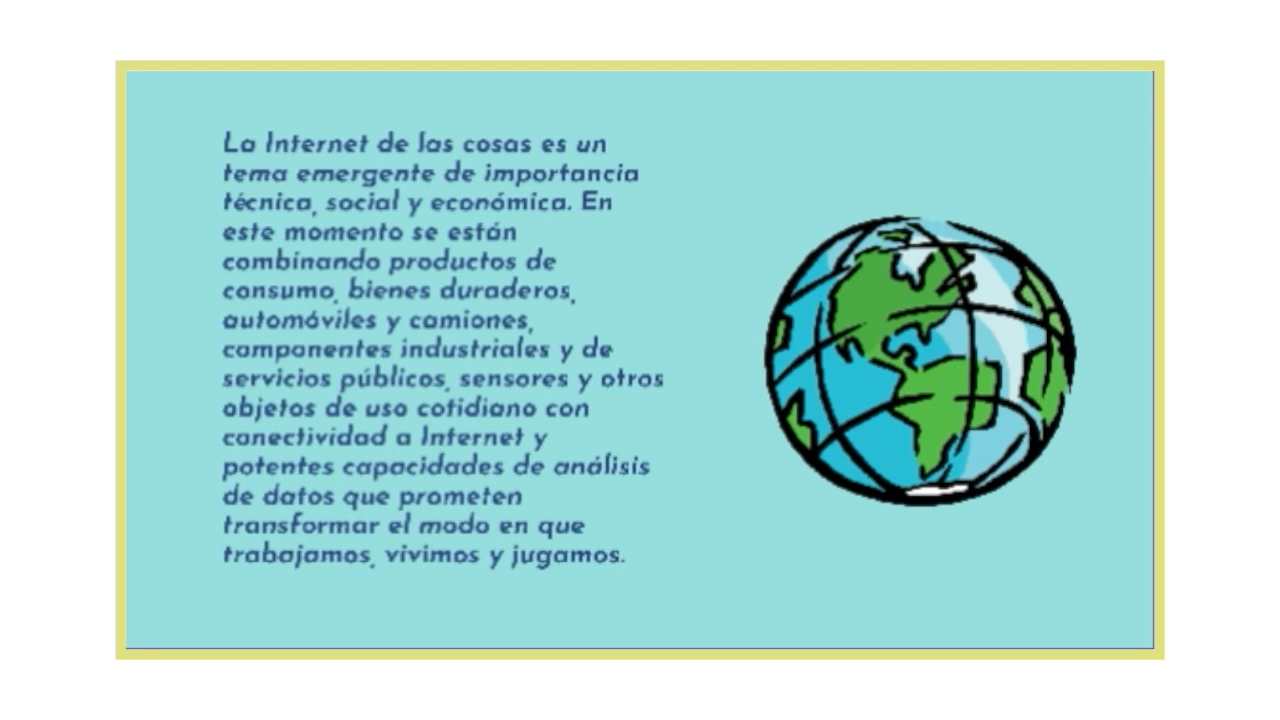 La Internet de las cosas es un
tema emergente de importancia
técnica, social y económica. En
este momento se están
combinando productos de
consumo, bienes duraderos,
automóviles y camiones,
componentes industriales y de
servicios públicos, sensores y otros
objetos de uso cotidiano con
conectividad a Internet y
potentes capacidades de análisis
de datos que prometen
transformar el modo en que
trabajamos, vivimos y jugamos.